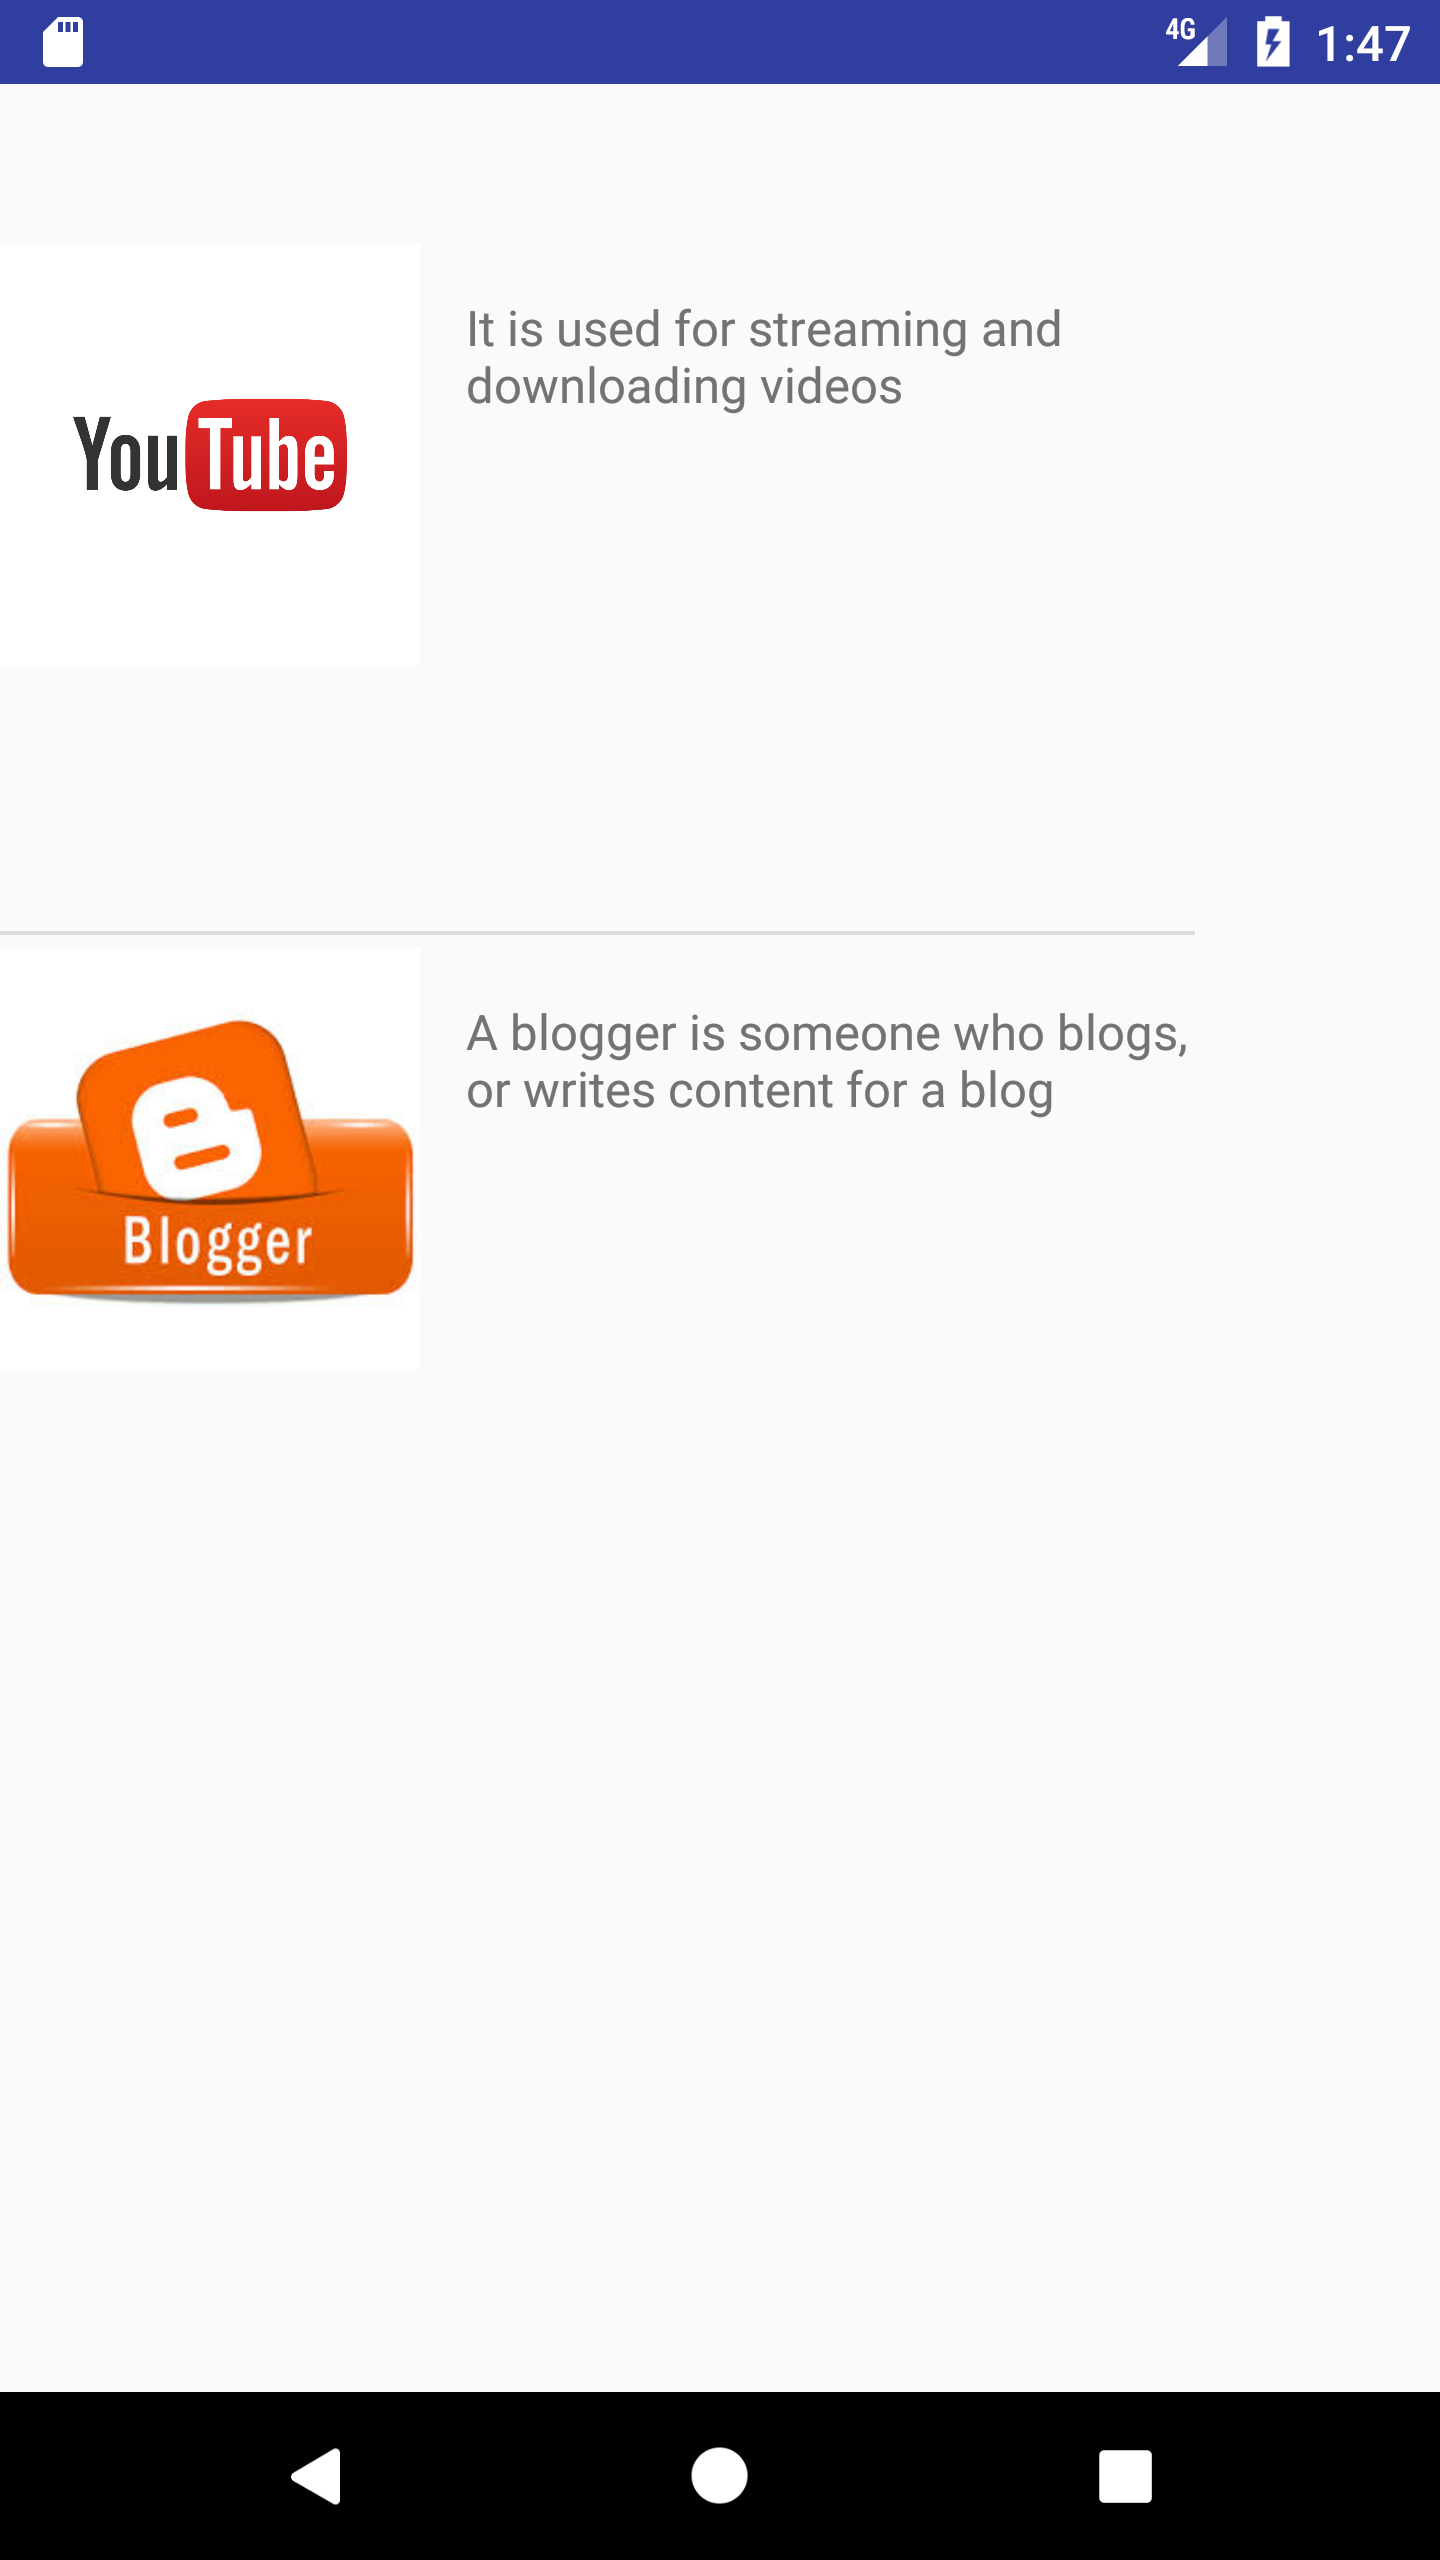 4G 1:47
YouTube
It is used for streaming and
downloading videos
A blogger is someone who blogs,
or writes content for a blog
Blogger